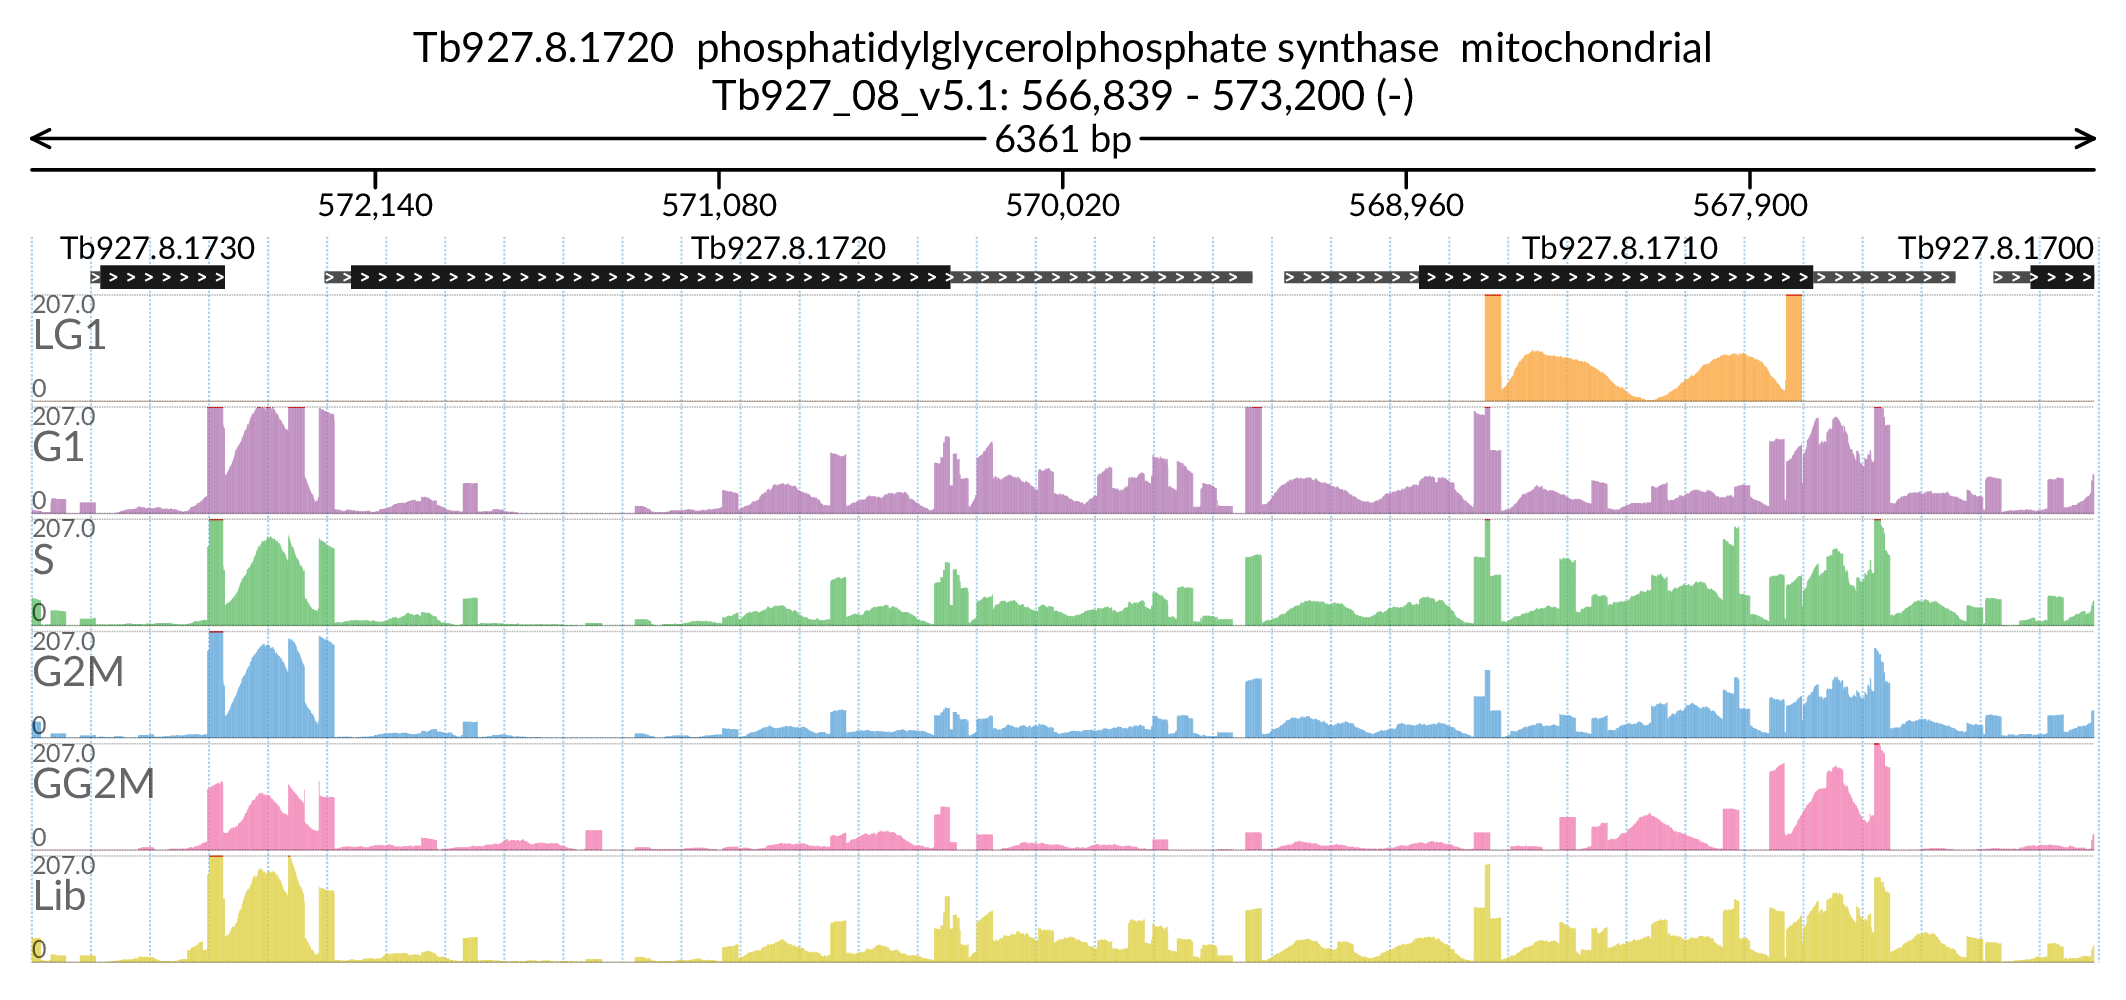 Tb927.8.1720 phosphatidylglycerolphosphate synthase mitochondrial
Tb927_08_v5.1: 566,839 - 573,200 (-)
6361 bp
572,140 571,080 570,020 568,960 567,900
Tb927.8.1730 Tb927.8.1720 Tb927.8.1710 Tb927.8.1700
207.0
LG1
0
207.0
G1
0
207.0
S
0
207.0
G2M
0
207.0
GG2M
0
207.0
Lib
0